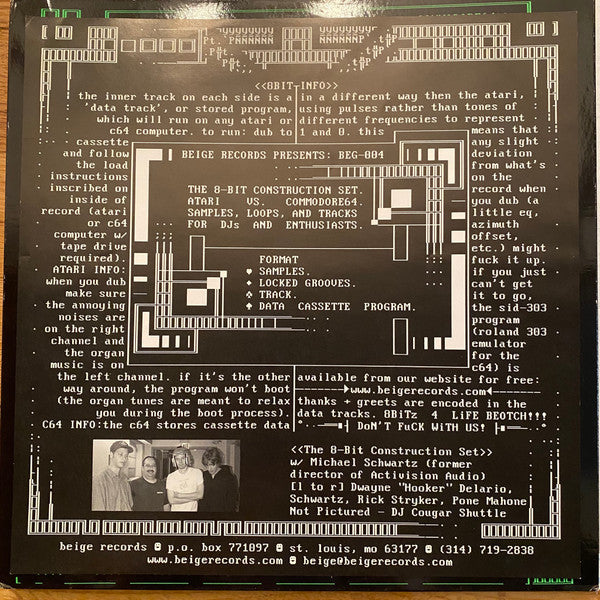 <<8BIT INFO>>
the inner track on each side is a
'data track', or stored program,
which will run on any atari or
c64 computer. to run: dub to
cassette
and follow
the load
instructions
inscribed on
inside of
record (atari
or c64
computer w/
tape drive
required).
ATARI INFO:
when you dub
make sure
the annoying
noises are
on the right
channel and
the organ
music is on
the left channel. if it's the other
way around, the program won't boot
(the organ tunes are meant to relax
you during the boot process).
C64 INFO:the c64 stores cassette data
in a different way then the atari,
using pulses rather than tones of
different frequencies to represent
1 and 0. this means that
any slight
deviation
from what's
on the
record when
you dub (a
little eq,
azimuth
offset,
etc.) might
fuck it up.
if you just
can't get
it to go,
the sid-303
program
(roland 303
emulator
for the
c64) is
available from our website for free:
www.beigerecords.com
thanks + greets are encoded in the
data tracks. 8BiTz 4 LiFE BEOTCH!!!!
DoN'T FuCK WiTH US!
BEIGE RECORDS PRESENTS: BEG-004
THE 8-BIT CONSTRUCTION SET.
ATARI VS. COMMODORE64.
SAMPLES, LOOPS, AND TRACKS
FOR DJs AND ENTHUSIASTS.
FORMAT
♥ SAMPLES.
♦ LOCKED GROOVES.
♣ TRACK.
♠ DATA CASSETTE PROGRAM.
<<The 8-Bit Construction Set>>
w/ Michael Schwartz (former
director of Activision Audio)
[l to r] Dwayne "Hooker" Delario,
Schwartz, Rick Stryker, Pone Mahone
Not Pictured - DJ Cougar Shuttle
beige records ◘ p.o. box 771097 ◘ st. louis, mo 63177 ◘ (314) 719-2838
www.beigerecords.com ◘ beige@beigerecords.com